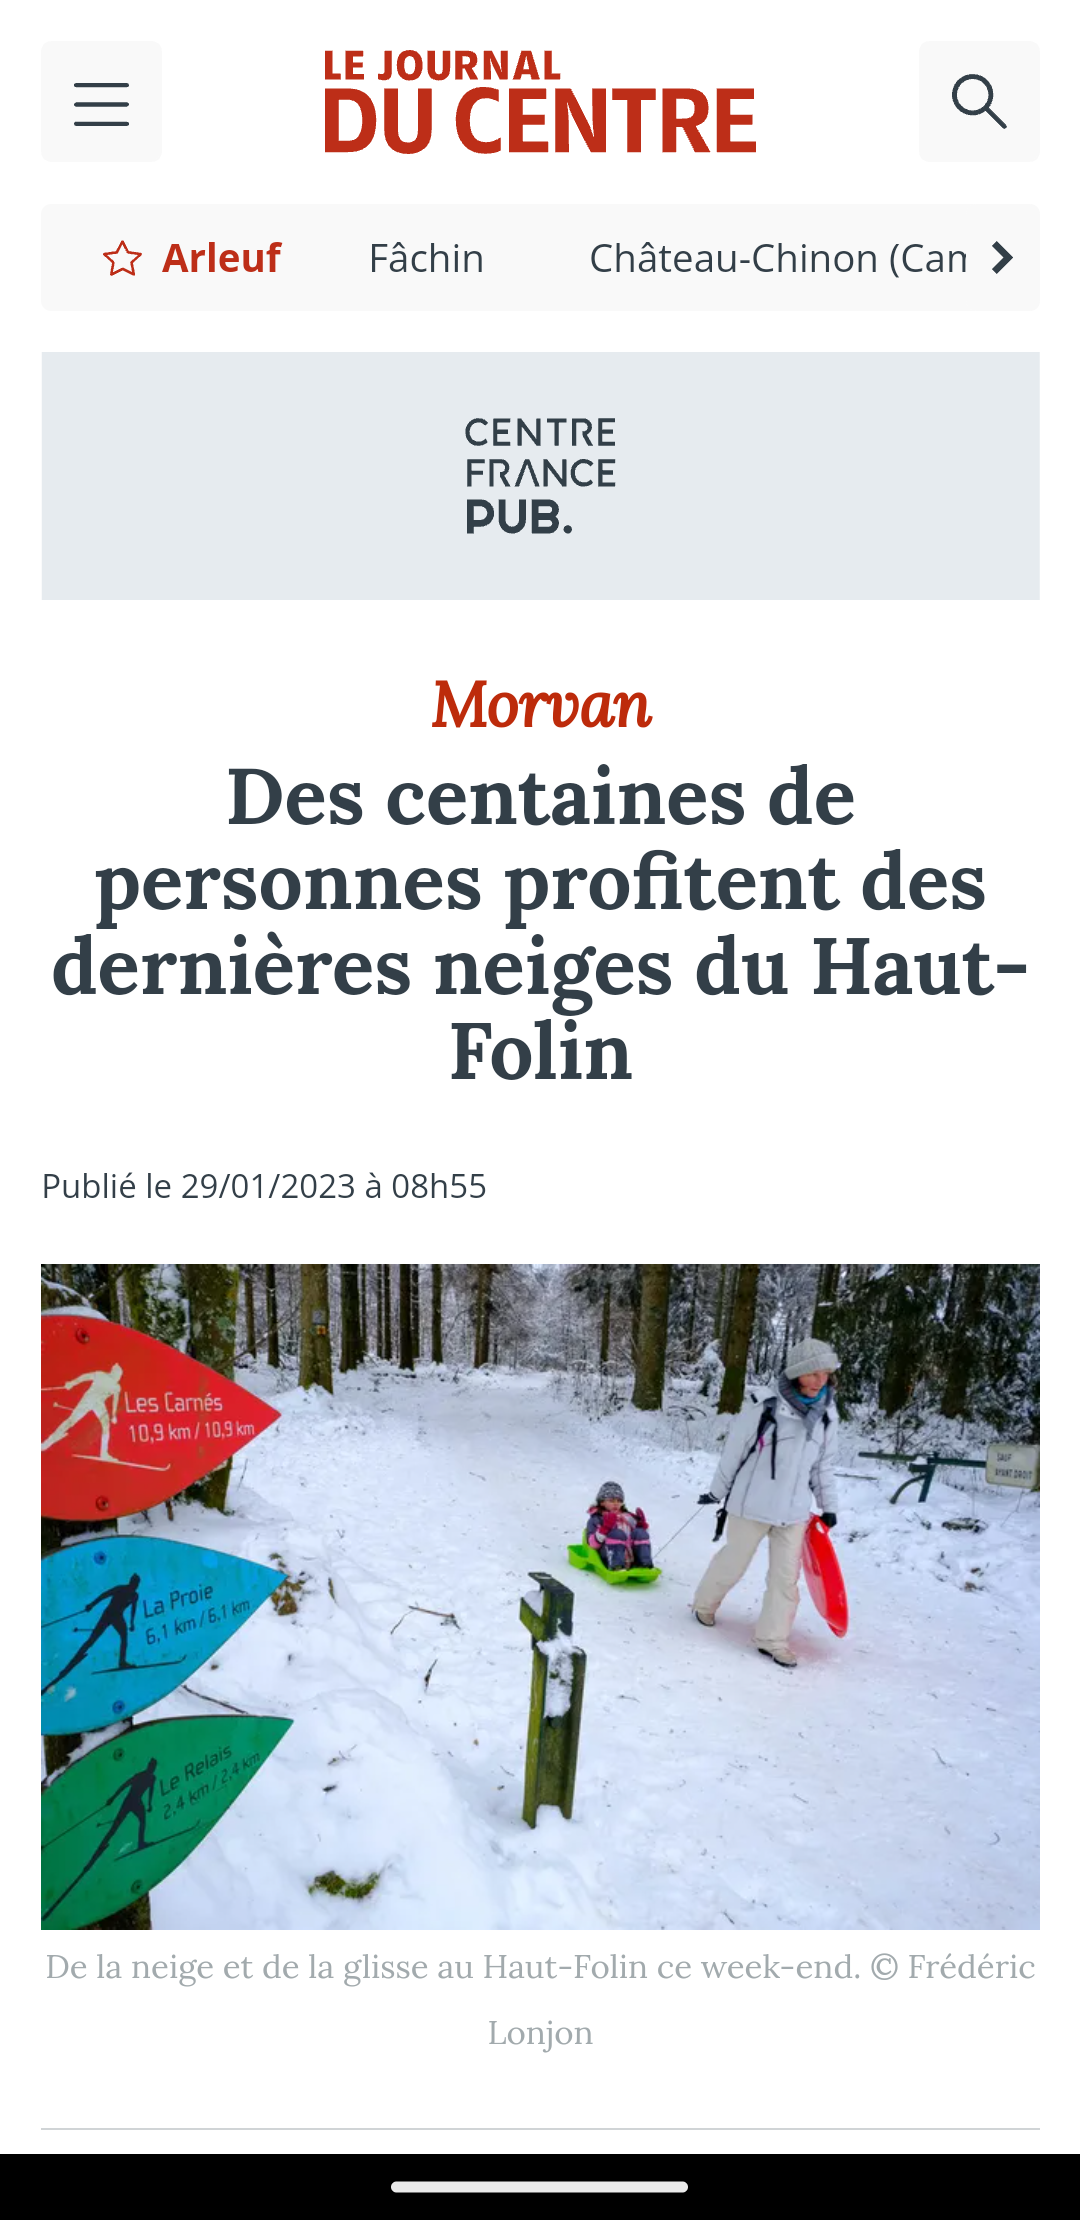 LE JOURNAL
DU CENTRE
Arleuf Fâchin Château-Chinon (Can
CENTRE
FRANCE
PUB.
Morvan
Des centaines de
personnes profitent des
dernières neiges du Haut-
Folin
Publié le 29/01/2023 à 08h55
Les Carnés
10,9 km / 10,9 km
SAUF
AYANT DROIT
La Proie
6,1 km / 6,1 km
Le Relais
2,4 km / 2,4 km
De la neige et de la glisse au Haut-Folin ce week-end. © Frédéric
Lonjon